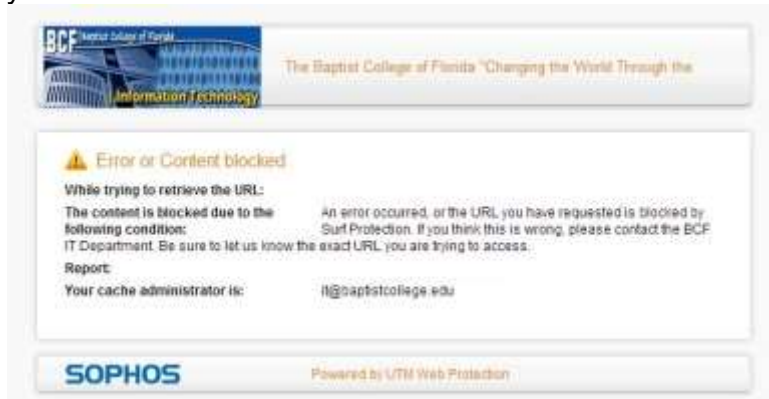 y
BCF Baptist College of Florida
Information Technology
The Baptist College of Florida "Changing the World Through the
Error or Content blocked
While trying to retrieve the URL:
The content is blocked due to the following condition: An error occurred, or the URL you have requested is blocked by
Surf Protection. If you think this is wrong, please contact the BCF
IT Department. Be sure to let us know the exact URL you are trying to access.
Report:
Your cache administrator is: it@baptistcollege.edu
SOPHOS Powered by UTM Web Protection